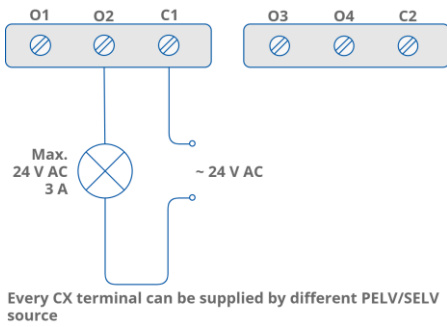 O1 O2 C1 O3 O4 C2
Max.
24 V AC
3 A
~ 24 V AC
Every CX terminal can be supplied by different PELV/SELV
source